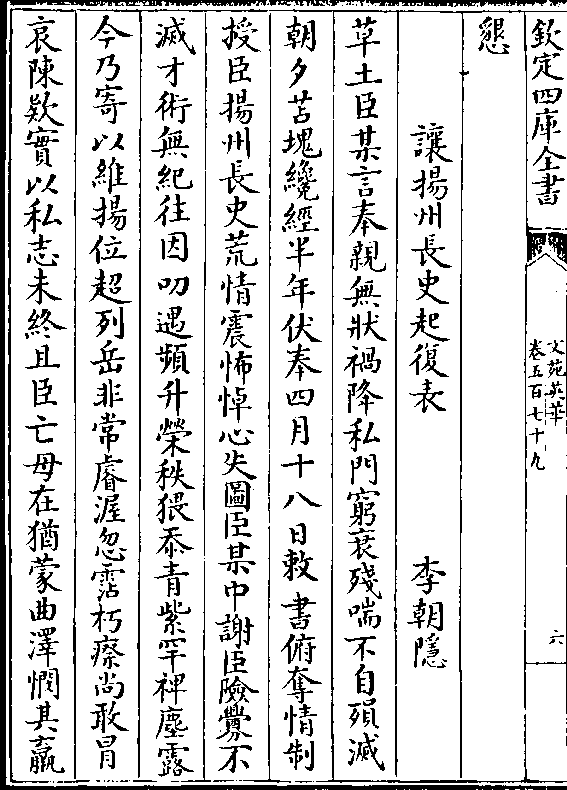 欽定四庫全書
文苑英華
卷五百七十九
六
懇
讓揚州長史起復表 李朝隱
草土臣某言奉親無狀禍降私門窮哀殘喘不自殞滅
朝夕苫塊纔經半年伏奉四月十八日敕書俯奪情制
授臣揚州長史荒情震怖悼心失圖臣某中謝臣險釁不
滅才術無紀往因叨遇頻升榮秩猥忝青紫罕裨塵露
今乃寄以維揚位超列岳非常睿渥忽霑朽瘵尚敢冒
哀陳欵實以私志未終且臣亡母在猶蒙曲澤憫其羸